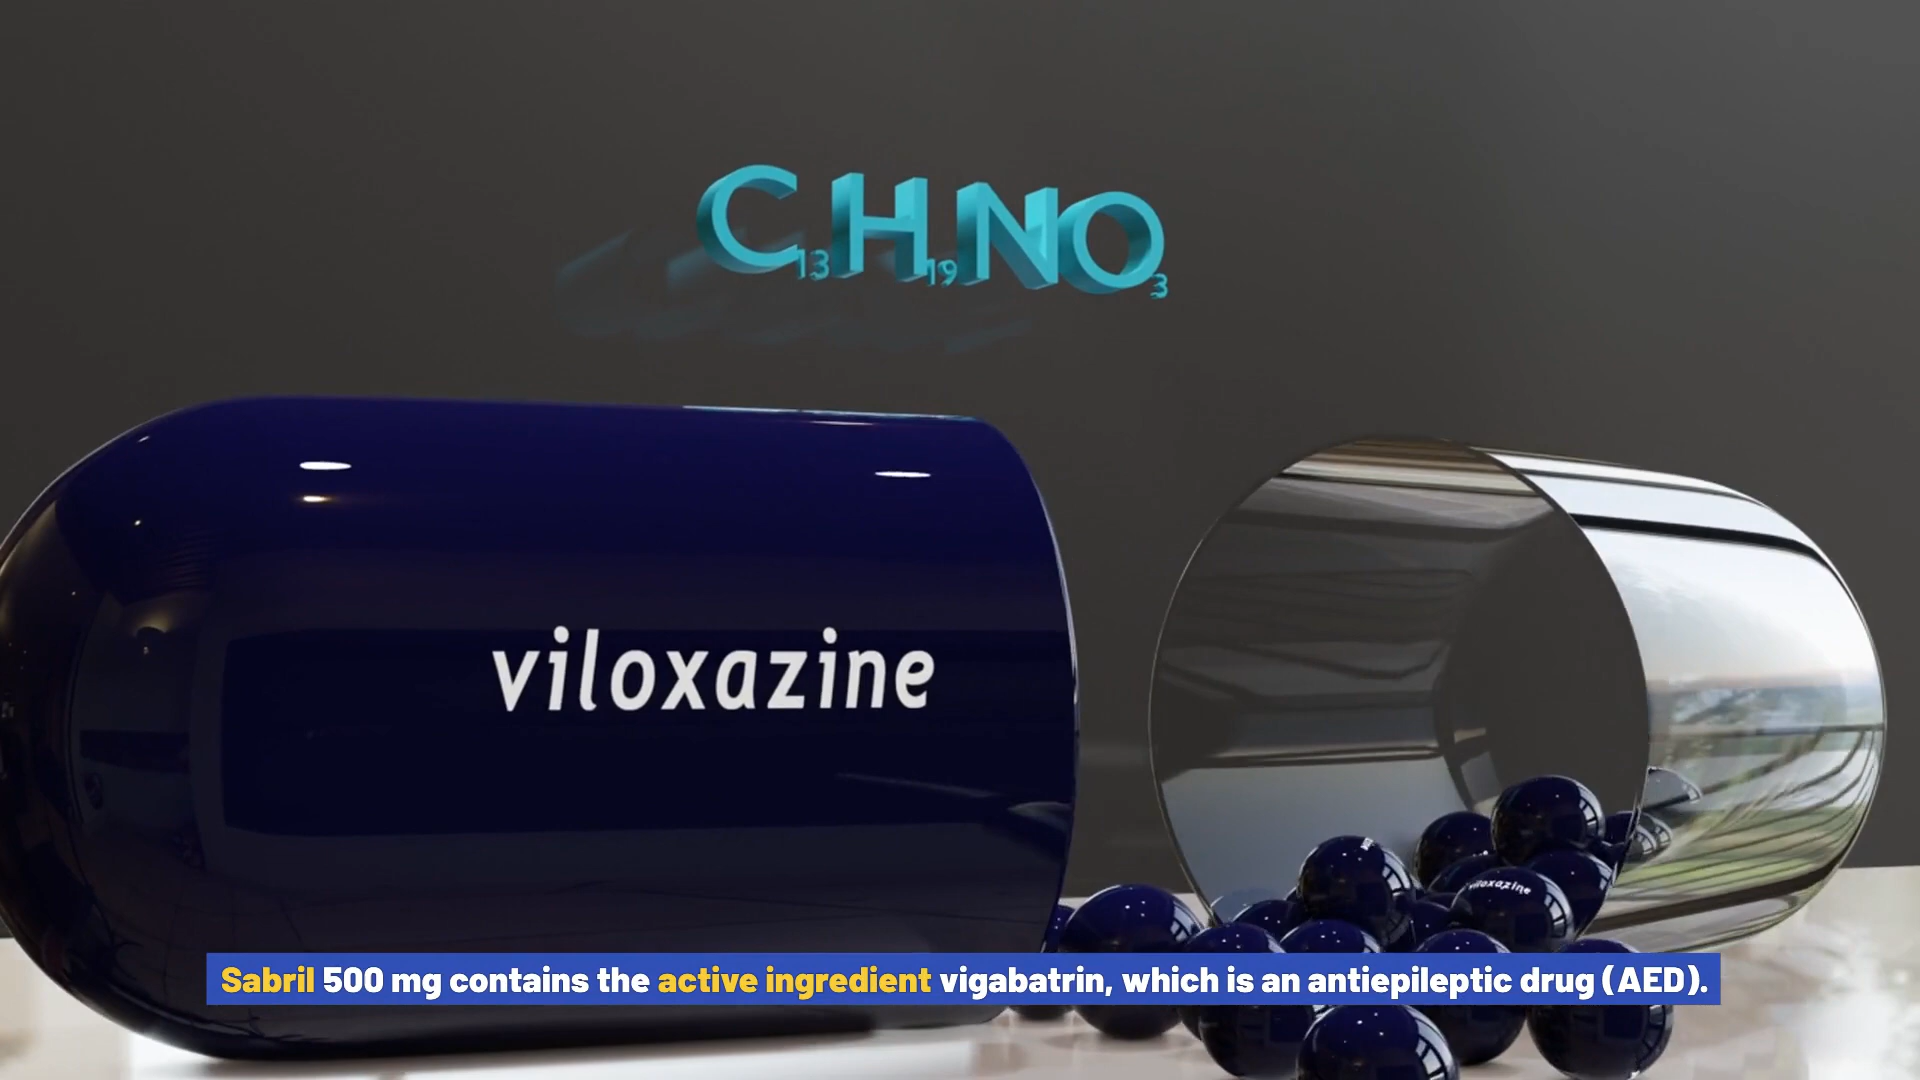 C13H19NO3
viloxazine
viloxazine
Sabril 500 mg contains the active ingredient vigabatrin, which is an antiepileptic drug (AED).